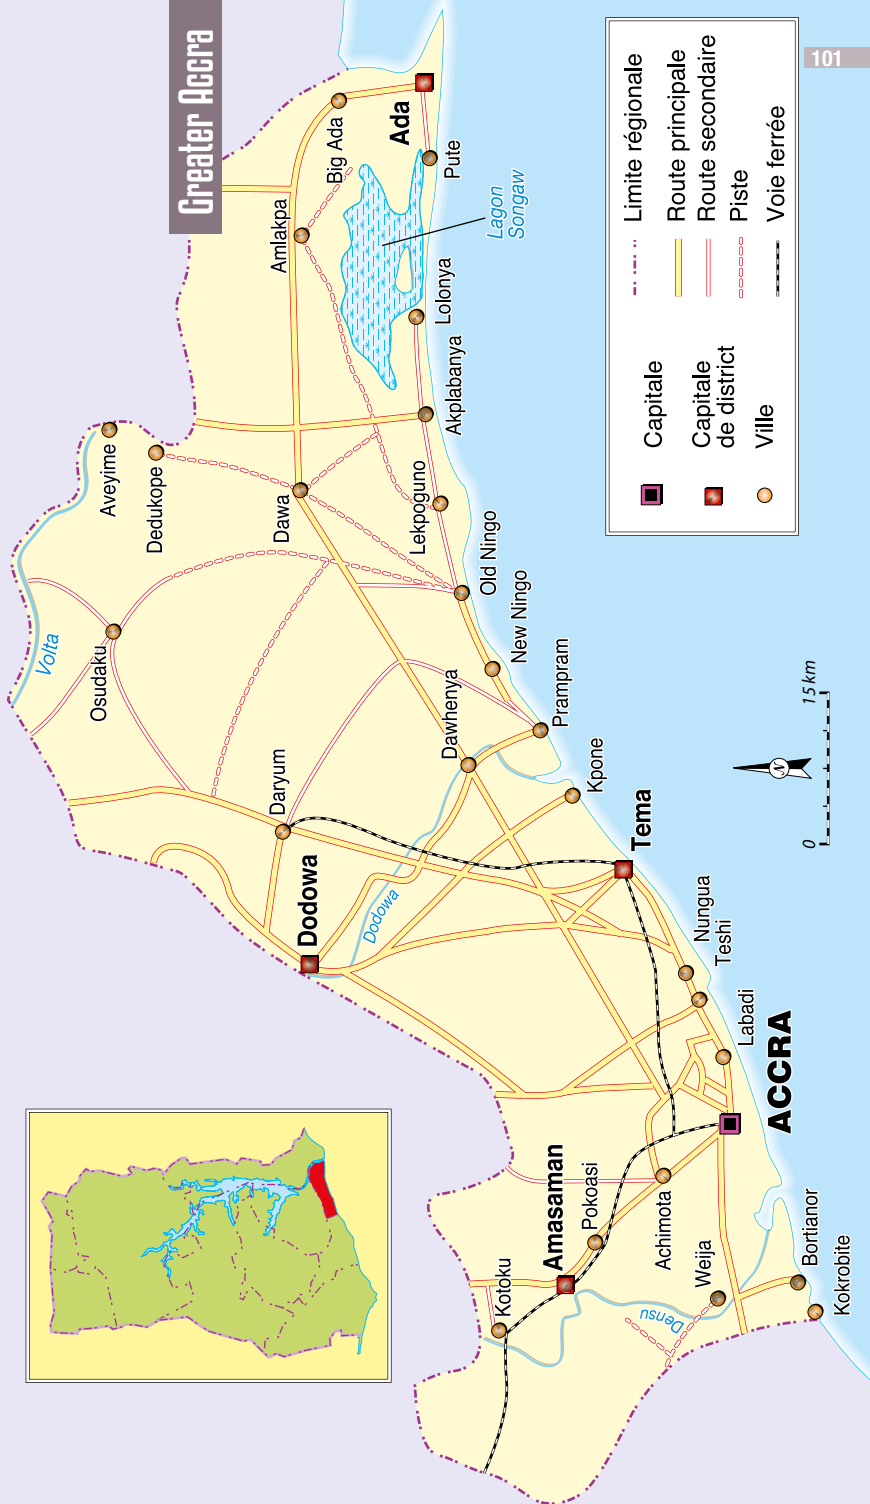 Greater Accra
101
Volta
Aveyime
Dedukope
Osudaku
Amlakpa
Big Ada
Ada
Pute
Lagon
Songaw
Lolonya
Akplabanya
Dawa
Lekpoguno
Old Ningo
New Ningo
Prampram
Dawhenya
Daryum
Kpone
Dodowa
Dodowa
Tema
Nungua
Teshi
Labadi
ACCRA
Amasaman
Pokoasi
Achimota
Kotoku
Weija
Densu
Bortianor
Kokrobite
0
15 km
N
Capitale
Capitale
de district
Ville
Limite régionale
Route principale
Route secondaire
Piste
Voie ferrée